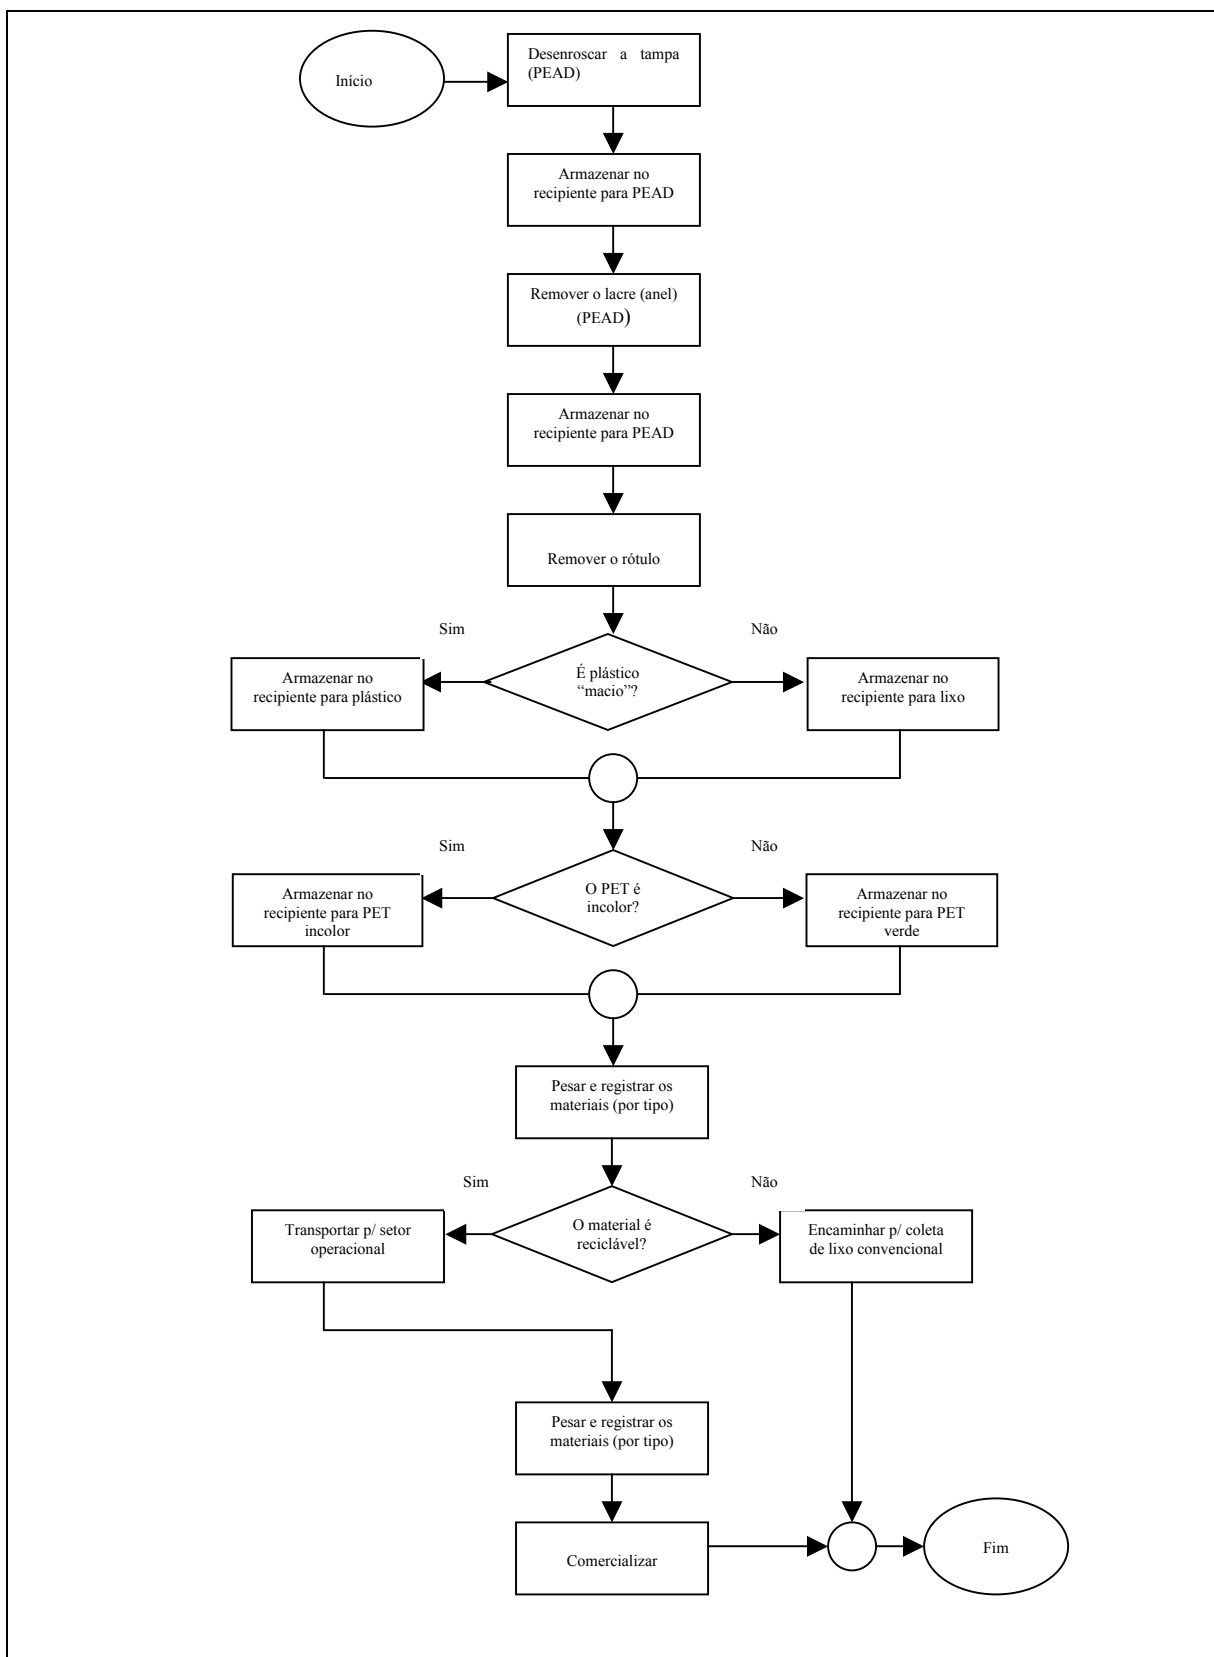 Início
Desenroscar a tampa
(PEAD)
Armazenar no
recipiente para PEAD
Remover o lacre (anel)
(PEAD)
Armazenar no
recipiente para PEAD
Remover o rótulo
Sim
Não
Armazenar no
recipiente para plástico
É plástico
“macio”?
Armazenar no
recipiente para lixo
Sim
Não
Armazenar no
recipiente para PET
incolor
O PET é
incolor?
Armazenar no
recipiente para PET
verde
Pesar e registrar os
materiais (por tipo)
Sim
Não
Transportar p/ setor
operacional
O material é
reciclável?
Encaminhar p/ coleta
de lixo convencional
Pesar e registrar os
materiais (por tipo)
Comercializar
Fim